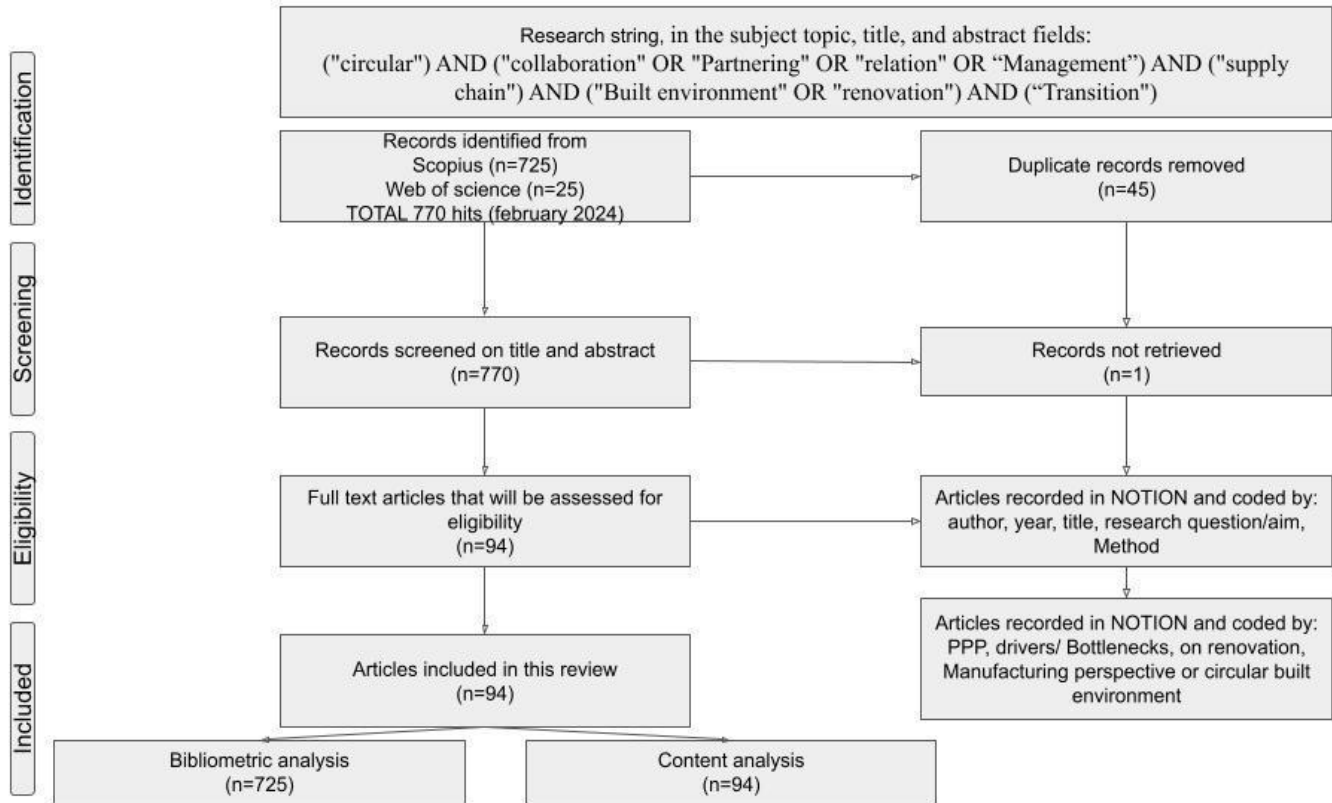 Research string, in the subject topic, title, and abstract fields:
("circular") AND ("collaboration" OR "Partnering" OR "relation" OR “Management”) AND ("supply
chain") AND ("Built environment" OR "renovation") AND (“Transition")
Identification
Records identified from
Scopius (n=725)
Web of science (n=25)
TOTAL 770 hits (february 2024)
Duplicate records removed
(n=45)
Screening
Records screened on title and abstract
(n=770)
Records not retrieved
(n=1)
Eligibility
Full text articles that will be assessed for
eligibility
(n=94)
Articles recorded in NOTION and coded by:
author, year, title, research question/aim,
Method
Included
Articles included in this review
(n=94)
Articles recorded in NOTION and coded by:
PPP, drivers/ Bottlenecks, on renovation,
Manufacturing perspective or circular built
environment
Bibliometric analysis
(n=725)
Content analysis
(n=94)